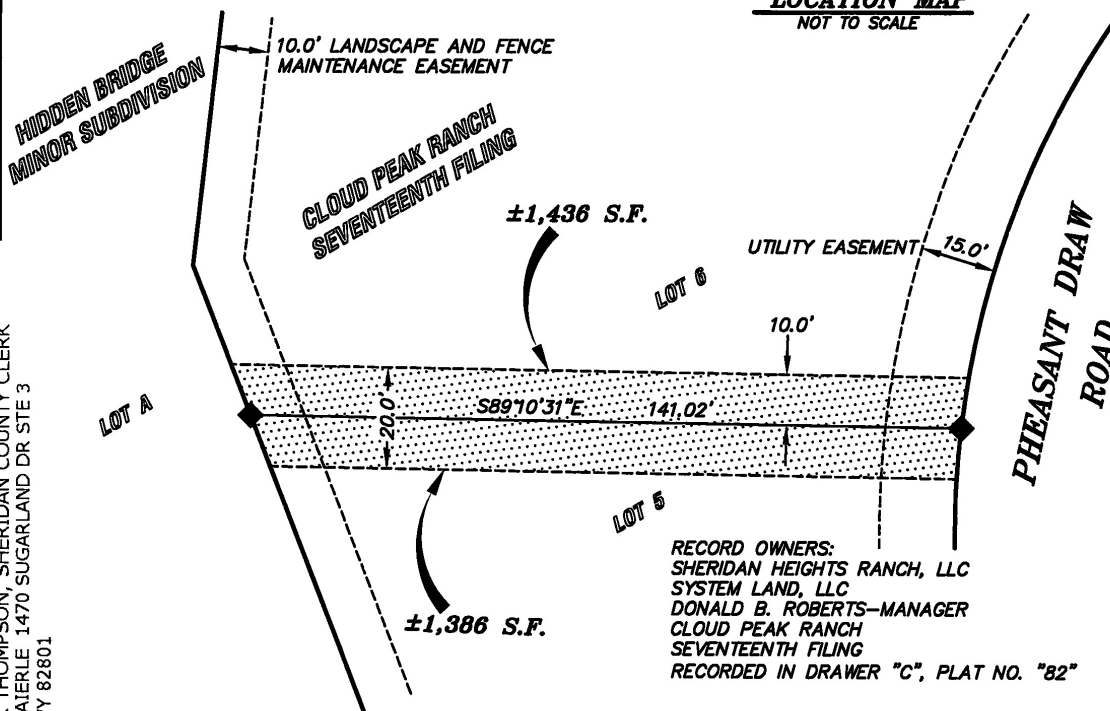 LOCATION MAP
NOT TO SCALE
10.0' LANDSCAPE AND FENCE
MAINTENANCE EASEMENT
HIDDEN BRIDGE
MINOR SUBDIVISION
CLOUD PEAK RANCH
SEVENTEENTH FILING
±1,436 S.F.
UTILITY EASEMENT
15.0'
LOT 6
10.0'
PHEASANT DRAW
ROAD
LOT A
20.0'
S89°10'31"E 141.02'
LOT 5
±1,386 S.F.
RECORD OWNERS:
SHERIDAN HEIGHTS RANCH, LLC
SYSTEM LAND, LLC
DONALD B. ROBERTS-MANAGER
CLOUD PEAK RANCH
SEVENTEENTH FILING
RECORDED IN DRAWER "C", PLAT NO. "82"
THOMPSON, SHERIDAN COUNTY CLERK
AIERLE 1470 SUGARLAND DR STE 3
WY 82801